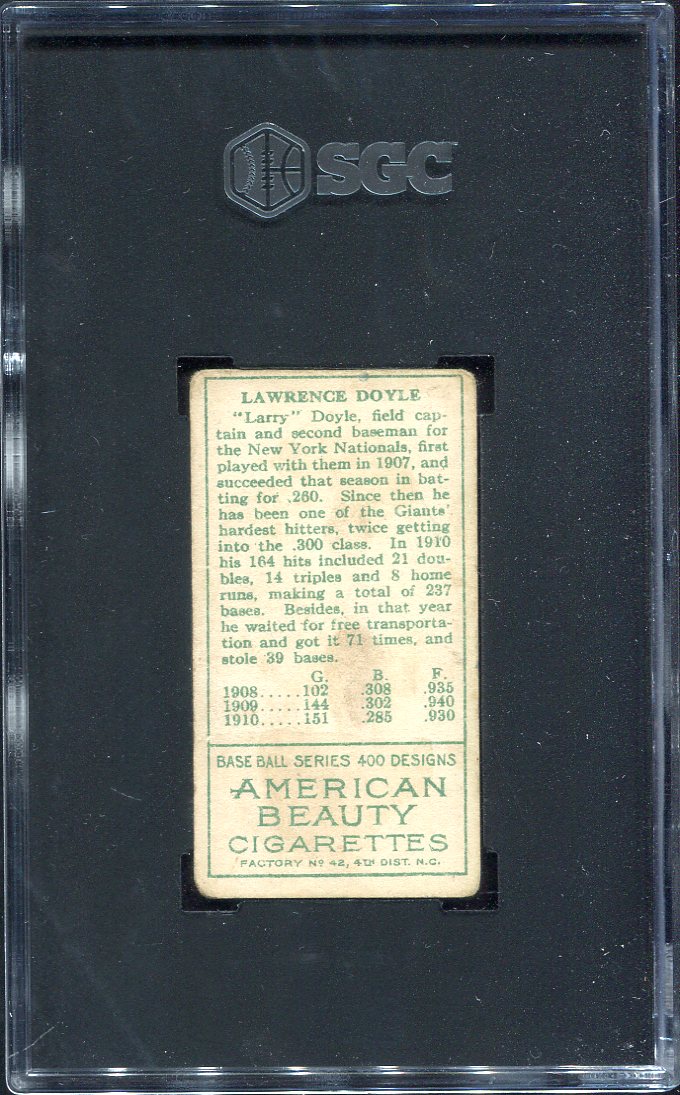 SGC
LAWRENCE DOYLE
"Larry" Doyle, field cap-
tain and second baseman for
the New York Nationals, first
played with them in 1907, and
succeeded that season in bat-
ting for .260. Since then he
has been one of the Giants'
hardest hitters, twice getting
into the .300 class. In 1910
his 164 hits included 21 dou-
bles, 14 triples and 8 home
runs, making a total of 237
bases. Besides, in that year
he waited for free transporta-
tion and got it 71 times, and
stole 39 bases.
G. B. F.
1908.....102 .308 .935
1909.....144 .302 .940
1910.....151 .285 .930
BASE BALL SERIES 400 DESIGNS
AMERICAN
BEAUTY
CIGARETTES
FACTORY Nº 42, 4TH DIST. N.C.